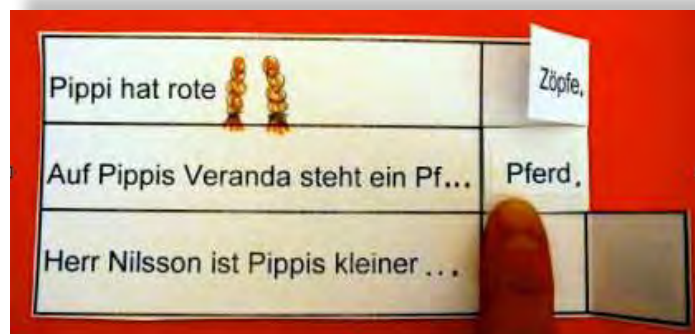 Pippi hat rote Zöpfe.
Auf Pippis Veranda steht ein Pf... Pferd.
Herr Nilsson ist Pippis kleiner ...